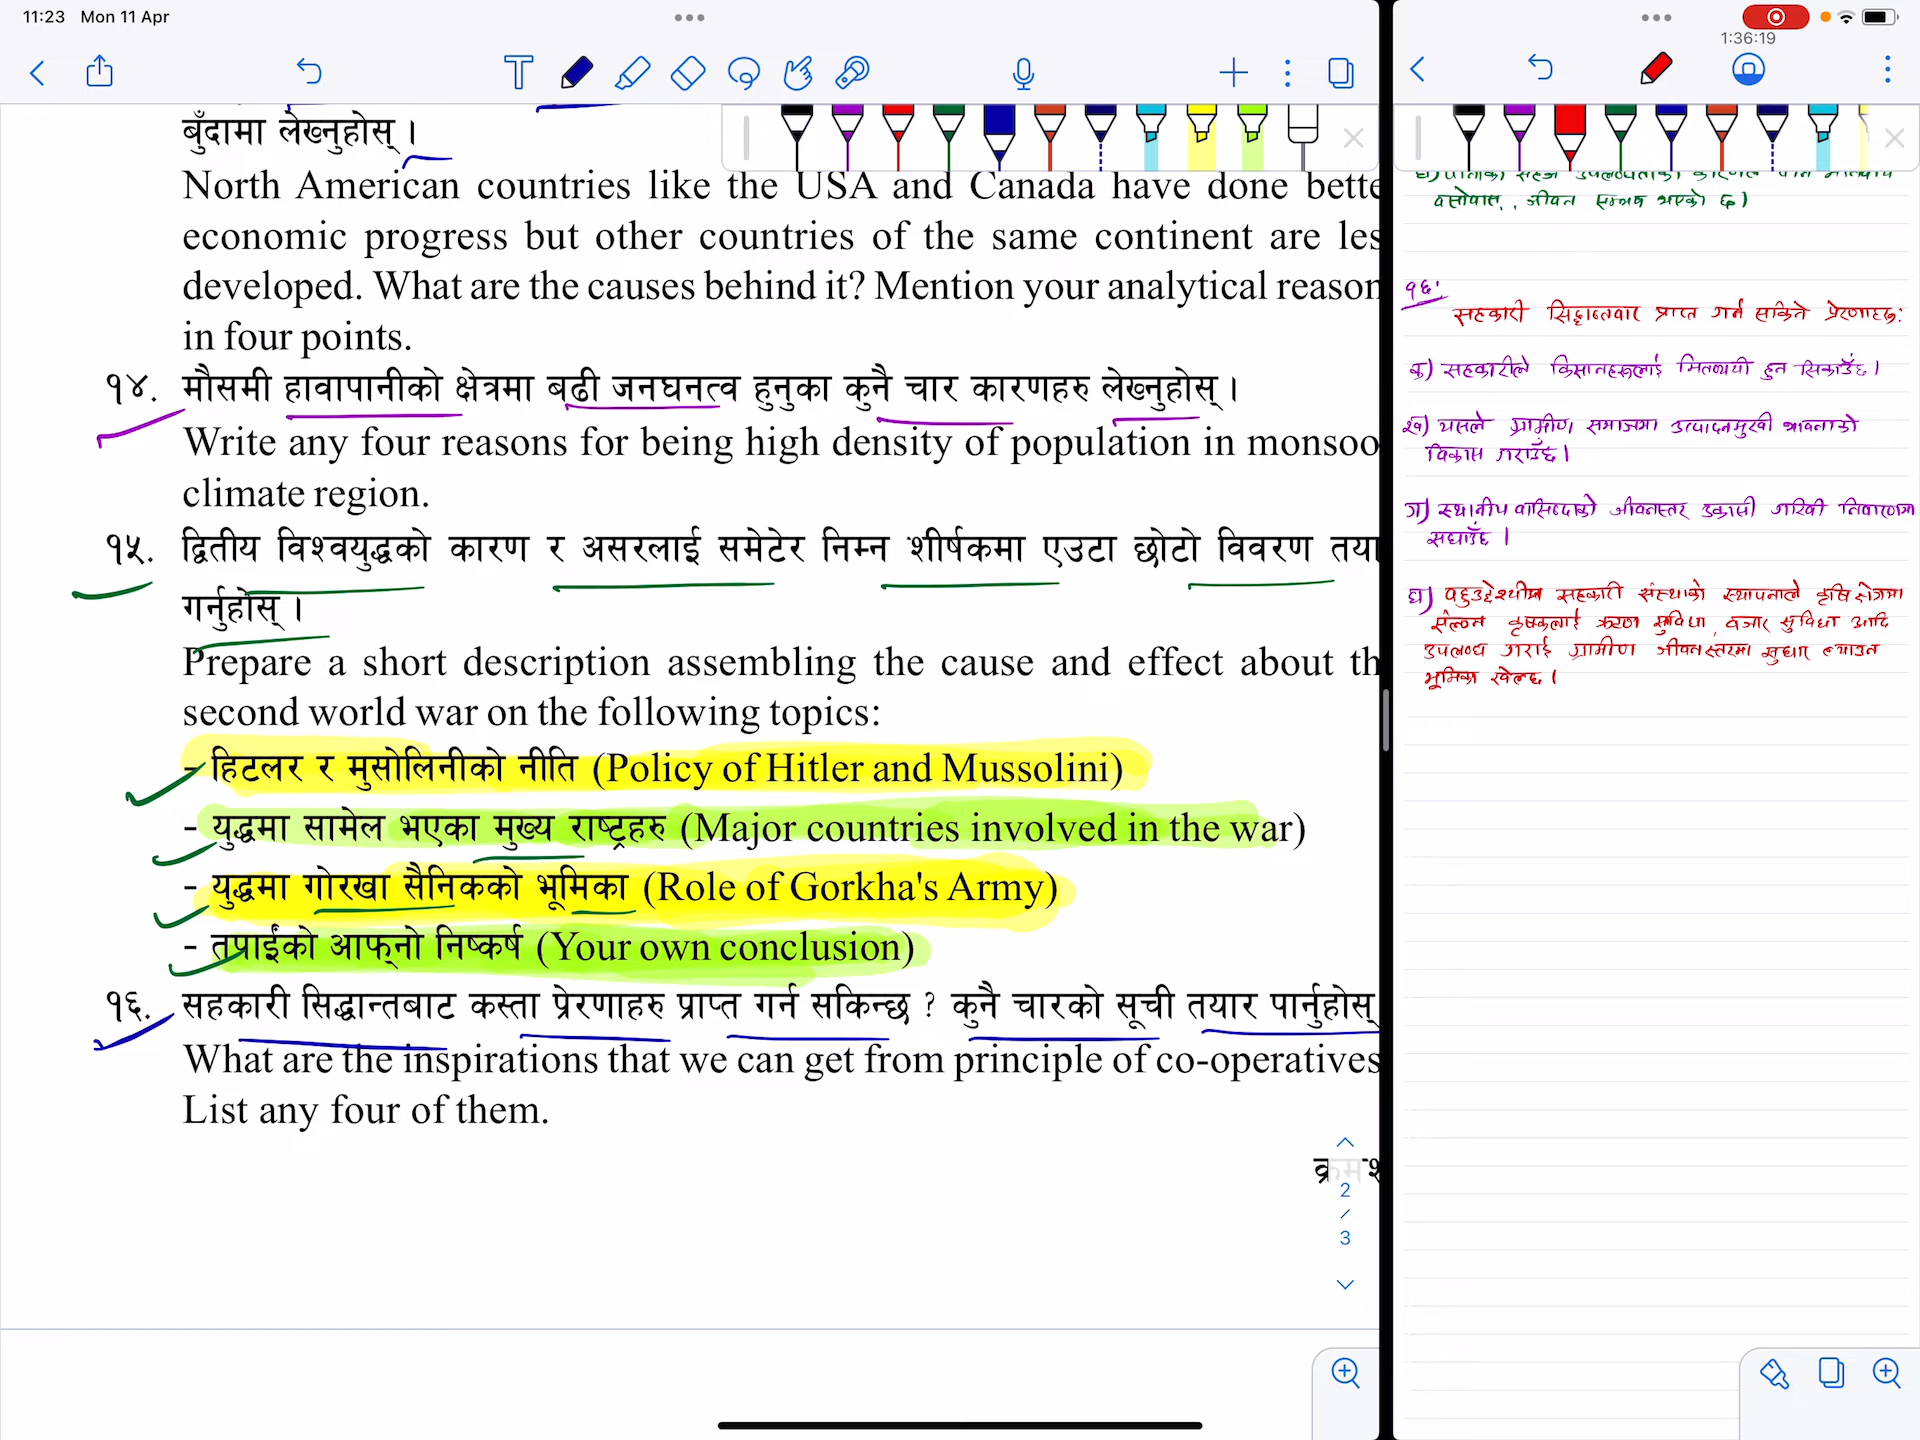 11:23 Mon 11 Apr
1:36:19
बुँदामा लेख्नुहोस् ।
North American countries like the USA and Canada have done bette
economic progress but other countries of the same continent are les
developed. What are the causes behind it? Mention your analytical reason
in four points.
१४. मौसमी हावापानीको क्षेत्रमा बढी जनघनत्व हुनुका कुनै चार कारणहरु लेख्नुहोस् ।
Write any four reasons for being high density of population in monsoo
climate region.
१५. द्वितीय विश्वयुद्धको कारण र असरलाई समेटेर निम्न शीर्षकमा एउटा छोटो विवरण तया
गर्नुहोस् ।
Prepare a short description assembling the cause and effect about th
second world war on the following topics:
- हिटलर र मुसोलिनीको नीति (Policy of Hitler and Mussolini)
- युद्धमा सामेल भएका मुख्य राष्ट्रहरु (Major countries involved in the war)
- युद्धमा गोरखा सैनिकको भूमिका (Role of Gorkha's Army)
- तपाईंको आफ्नो निष्कर्ष (Your own conclusion)
१६. सहकारी सिद्धान्तबाट कस्ता प्रेरणाहरु प्राप्त गर्न सकिन्छ ? कुनै चारको सूची तयार पार्नुहोस्
What are the inspirations that we can get from principle of co-operatives
List any four of them.
2
/
3
वसोवास, जीवन सम्भव भएको छ।
१६.
सहकारी सिद्धान्तबाट प्राप्त गर्न सकिने प्रेरणाहरु:
क) सहकारीले किसानहरुलाई मितव्ययी हुन सिकाउँछ ।
ख) यसले ग्रामीण समाजमा उत्पादनमुखी भावनाको
विकास गराउँछ ।
ग) स्थानीय वासिन्दाको जीवनस्तर उकासी गरिबी निवारणमा
सघाउँछ ।
घ) बहुउद्देश्यीय सहकारी संस्थाको स्थापनाले कृषि क्षेत्रमा
संलग्न कृषकलाई ऋण सुविधा, बजार सुविधा आदि
उपलब्ध गराई ग्रामीण जीवनस्तरमा सुधार ल्याउन
भूमिका खेल्छ ।